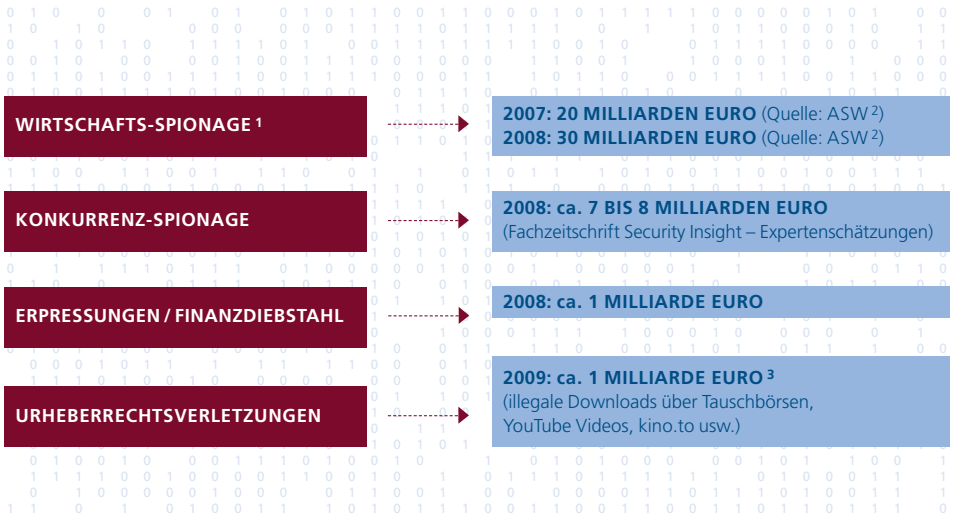 WIRTSCHAFTS-SPIONAGE 1
2007: 20 MILLIARDEN EURO (Quelle: ASW 2)
2008: 30 MILLIARDEN EURO (Quelle: ASW 2)
KONKURRENZ-SPIONAGE
2008: ca. 7 BIS 8 MILLIARDEN EURO
(Fachzeitschrift Security Insight – Expertenschätzungen)
ERPRESSUNGEN / FINANZDIEBSTAHL
2008: ca. 1 MILLIARDE EURO
URHEBERRECHTSVERLETZUNGEN
2009: ca. 1 MILLIARDE EURO 3
(illegale Downloads über Tauschbörsen,
YouTube Videos, kino.to usw.)